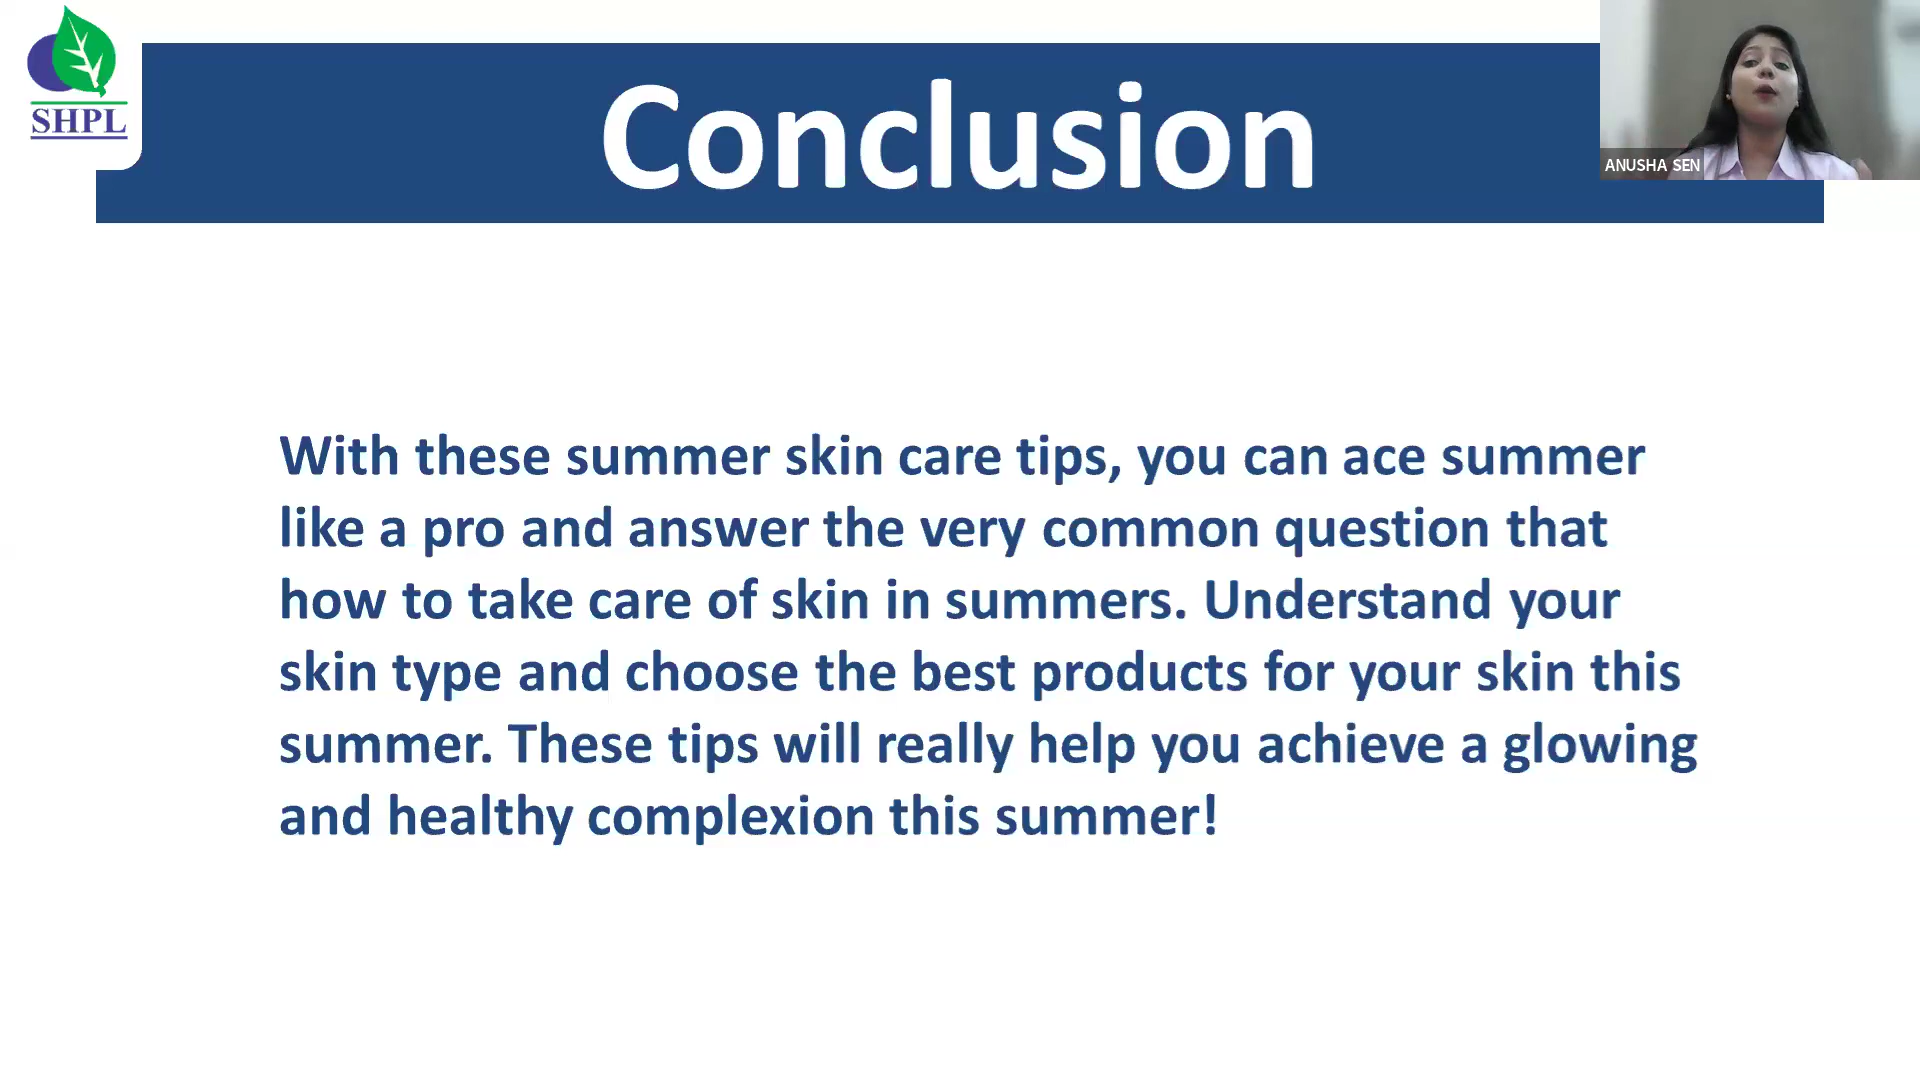 SHPL
Conclusion
ANUSHA SEN
With these summer skin care tips, you can ace summer
like a pro and answer the very common question that
how to take care of skin in summers. Understand your
skin type and choose the best products for your skin this
summer. These tips will really help you achieve a glowing
and healthy complexion this summer!